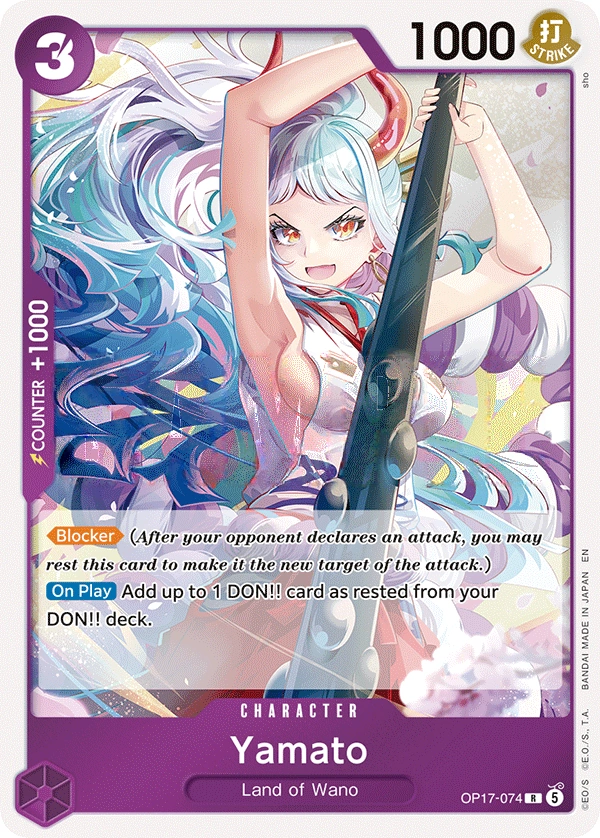 3
1000
打
STRIKE
sho
COUNTER +1000
Blocker (After your opponent declares an attack, you may
rest this card to make it the new target of the attack.)
On Play Add up to 1 DON!! card as rested from your
DON!! deck.
CHARACTER
Yamato
Land of Wano
OP17-074 R 5
©EO/S ©E.O./S., T.A. BANDAI MADE IN JAPAN EN